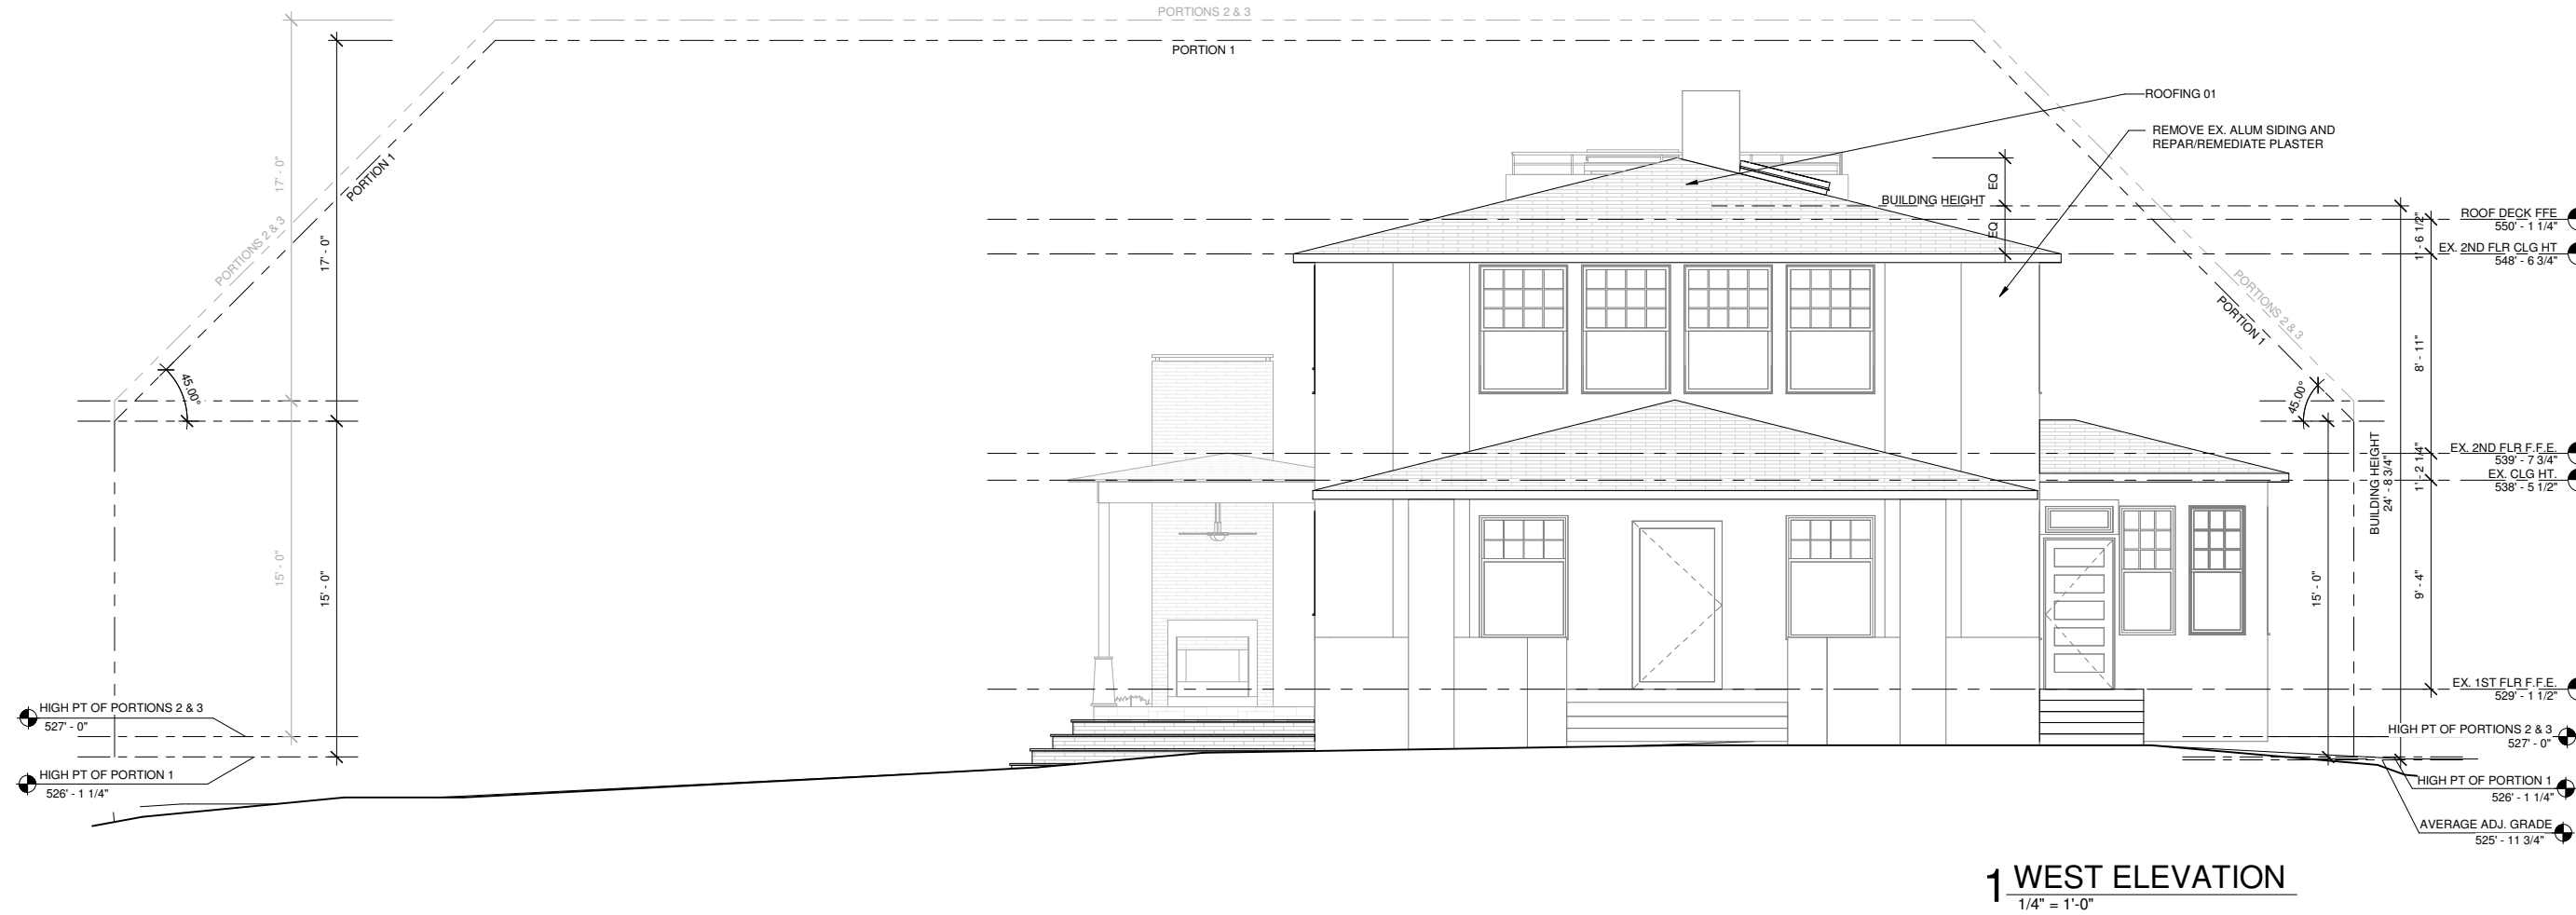 PORTIONS 2 & 3
PORTION 1
ROOFING 01
REMOVE EX. ALUM SIDING AND
REPAR/REMEDIATE PLASTER
17' - 0"
17' - 0"
PORTION 1
PORTIONS 2 & 3
45.00°
15' - 0"
15' - 0"
EQ
EQ
BUILDING HEIGHT
1' - 6 1/2"
ROOF DECK FFE
550' - 1 1/4"
EX. 2ND FLR CLG HT
548' - 6 3/4"
PORTIONS 2 & 3
PORTION 1
8' - 11"
45.00°
BUILDING HEIGHT
24' - 8 3/4"
1' - 2 1/4"
EX. 2ND FLR F.F.E.
539' - 7 3/4"
EX. CLG HT.
538' - 5 1/2"
15' - 0"
9' - 4"
EX. 1ST FLR F.F.E.
529' - 1 1/2"
HIGH PT OF PORTIONS 2 & 3
527' - 0"
HIGH PT OF PORTION 1
526' - 1 1/4"
HIGH PT OF PORTIONS 2 & 3
527' - 0"
HIGH PT OF PORTION 1
526' - 1 1/4"
AVERAGE ADJ. GRADE
525' - 11 3/4"
1 WEST ELEVATION
1/4" = 1'-0"